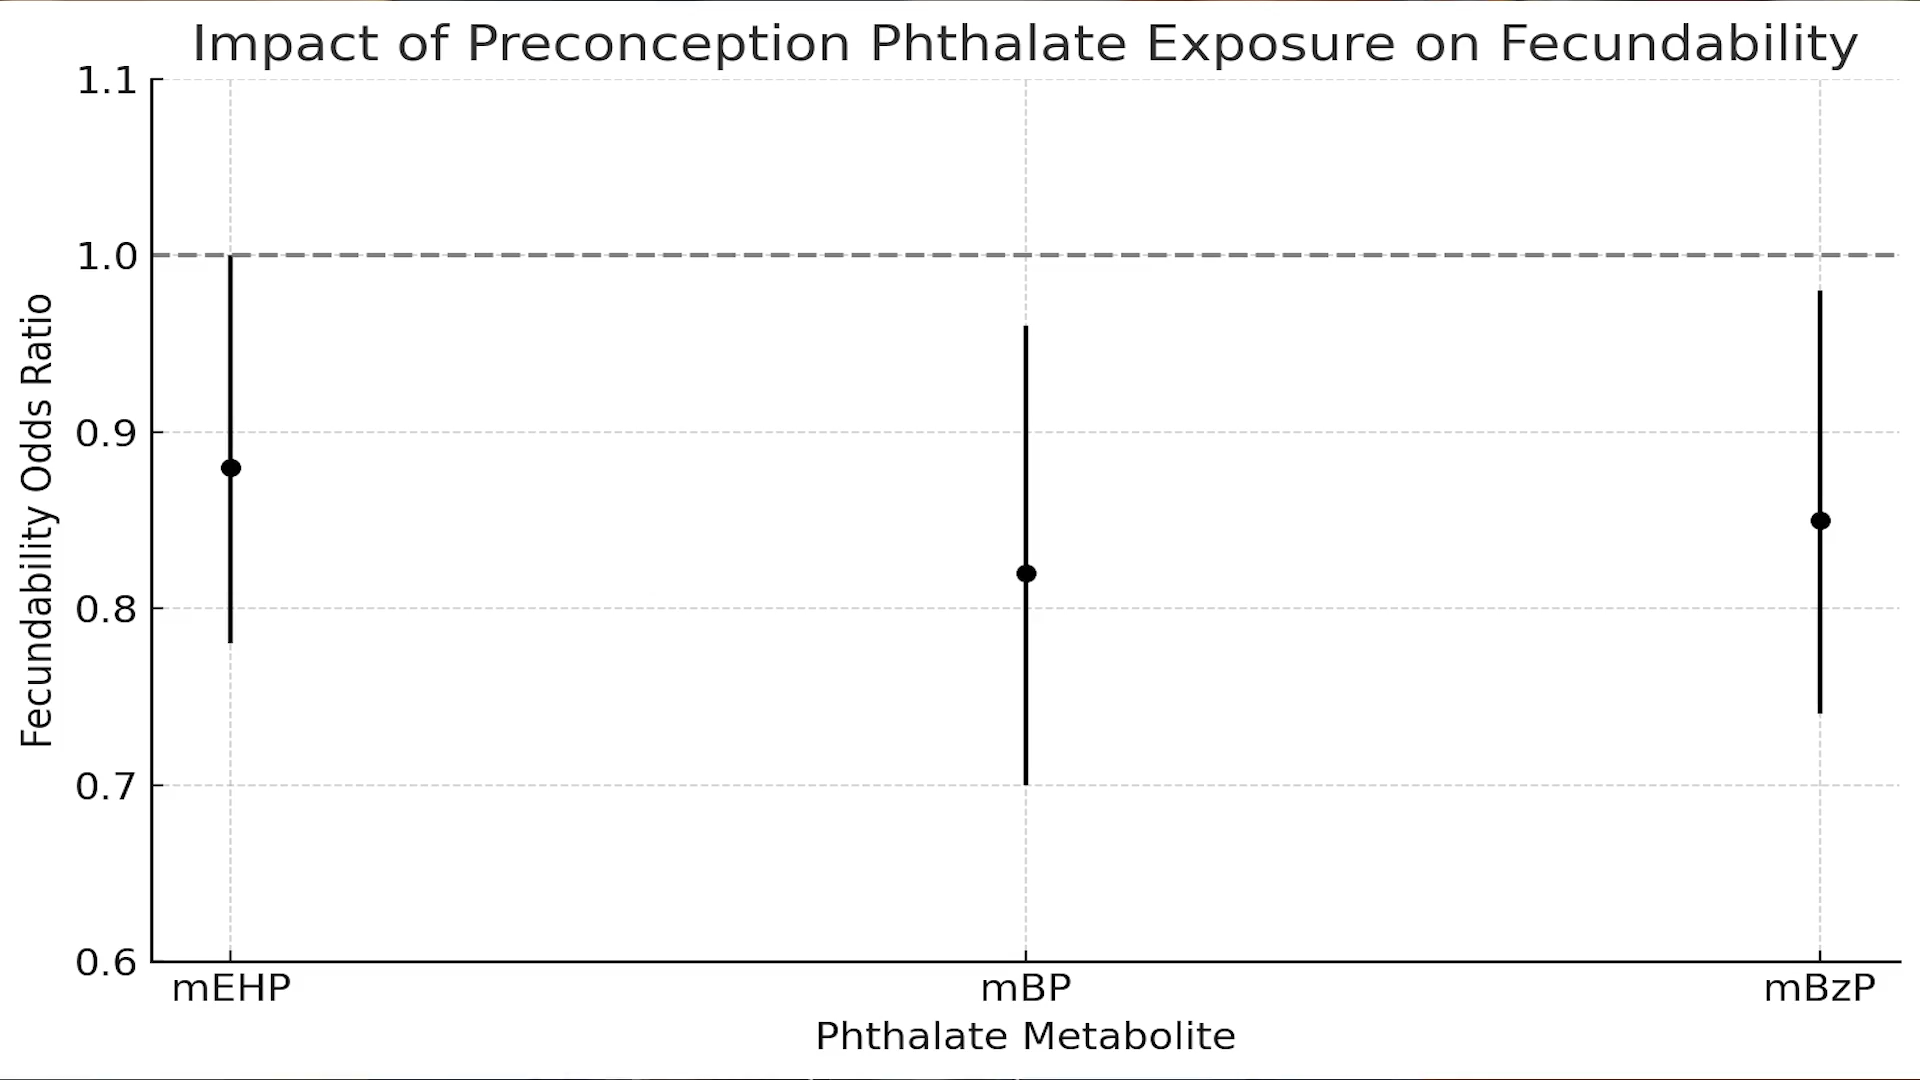 Impact of Preconception Phthalate Exposure on Fecundability
Fecundability Odds Ratio
1.1
1.0
0.9
0.8
0.7
0.6
mEHP
mBP
mBzP
Phthalate Metabolite